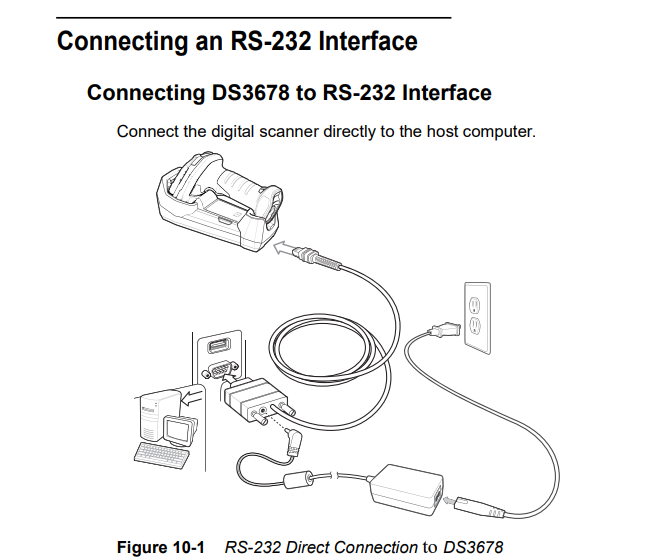 Connecting an RS-232 Interface
Connecting DS3678 to RS-232 Interface
Connect the digital scanner directly to the host computer.
Figure 10-1 RS-232 Direct Connection to DS3678